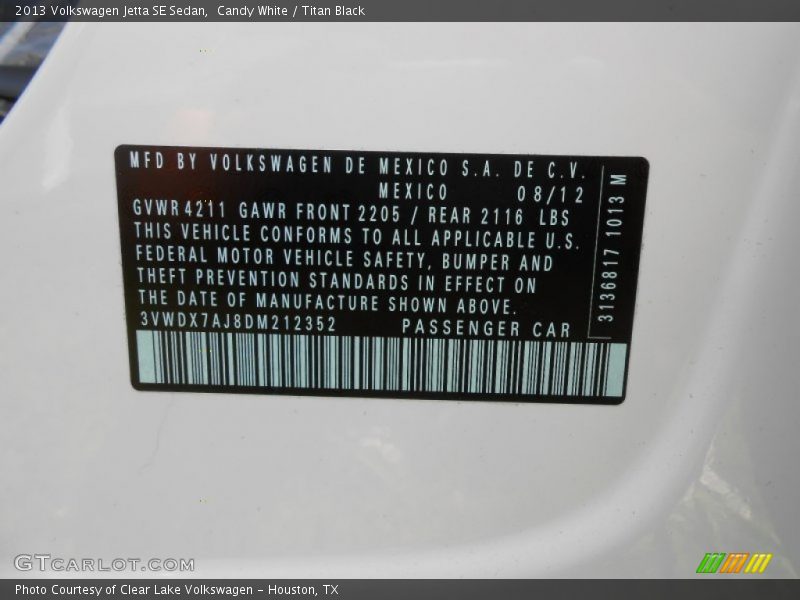 2013 Volkswagen Jetta SE Sedan,  Candy White / Titan Black
MFD BY VOLKSWAGEN DE MEXICO S.A. DE C.V.
MEXICO 08/12
GVWR 4211 GAWR FRONT 2205 / REAR 2116 LBS
THIS VEHICLE CONFORMS TO ALL APPLICABLE U.S.
FEDERAL MOTOR VEHICLE SAFETY, BUMPER AND
THEFT PREVENTION STANDARDS IN EFFECT ON
THE DATE OF MANUFACTURE SHOWN ABOVE.
3VWDX7AJ8DM212352 PASSENGER CAR
3136817 1013 M
GTCARLOT.COM
Photo Courtesy of Clear Lake Volkswagen – Houston, TX